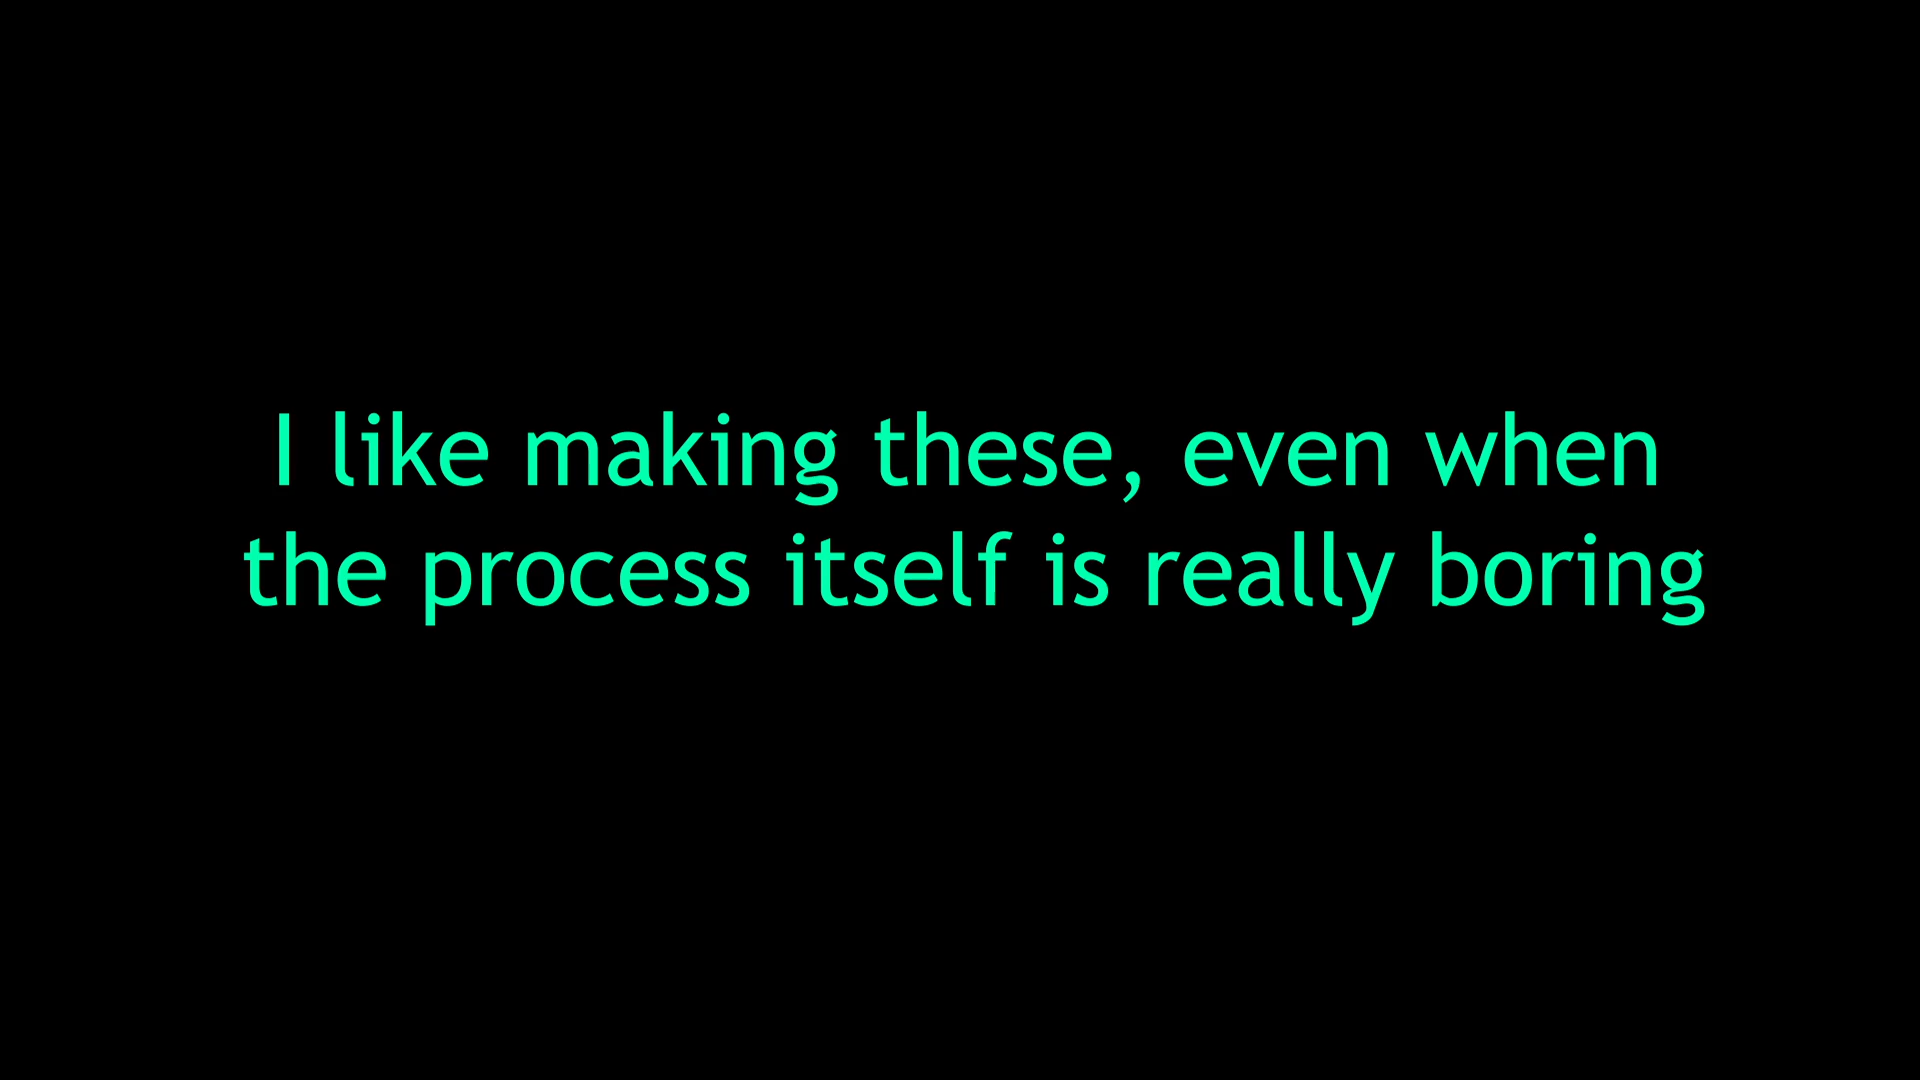 I like making these, even when
the process itself is really boring